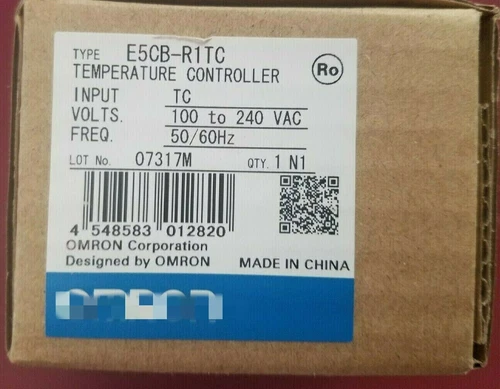 TYPE E5CB-R1TC
TEMPERATURE CONTROLLER
Ro
INPUT TC
VOLTS. 100 to 240 VAC
FREQ. 50/60Hz
LOT No. 07317M QTY. 1 N1
4 548583 012820
OMRON Corporation
Designed by OMRON
MADE IN CHINA
OMRON